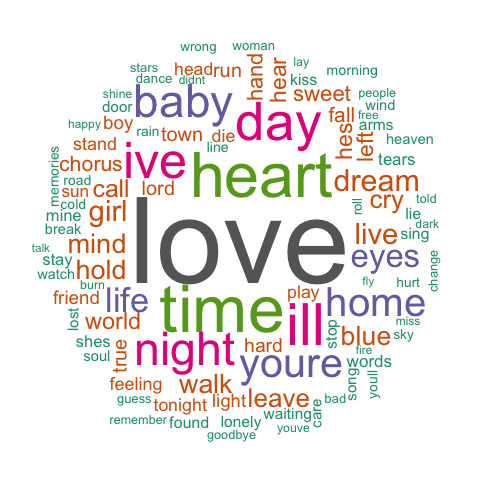 wrong woman
stars lay
dance didnt headrun hand hear kiss morning
shine baby day sweet people
door fall wind
happy boy rain town die hes left arms free
stand line heaven
memories chorus ive heart tears
road sun call lord dream
cold girl cry roll told
mine love lie
break mind live sing dark
talk stay hold eyes change
watch burn fly hurt
friend life time ill play home
lost world miss
shes true night hard stop blue sky
soul youre fire
feeling walk words
guess tonight light leave song youll
remember found lonely waiting care bad
goodbye youve